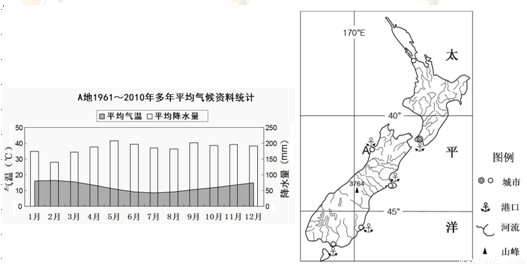 A地1961～2010年多年平均气候资料统计
平均气温 平均降水量
气温（℃）
50
40
30
20
10
0
降水量（mm）
250
200
150
100
50
0
1月 2月 3月 4月 5月 6月 7月 8月 9月 10月 11月 12月
170°E
太
平
洋
40°
45°
A
3764
图例
城市
港口
河流
山峰